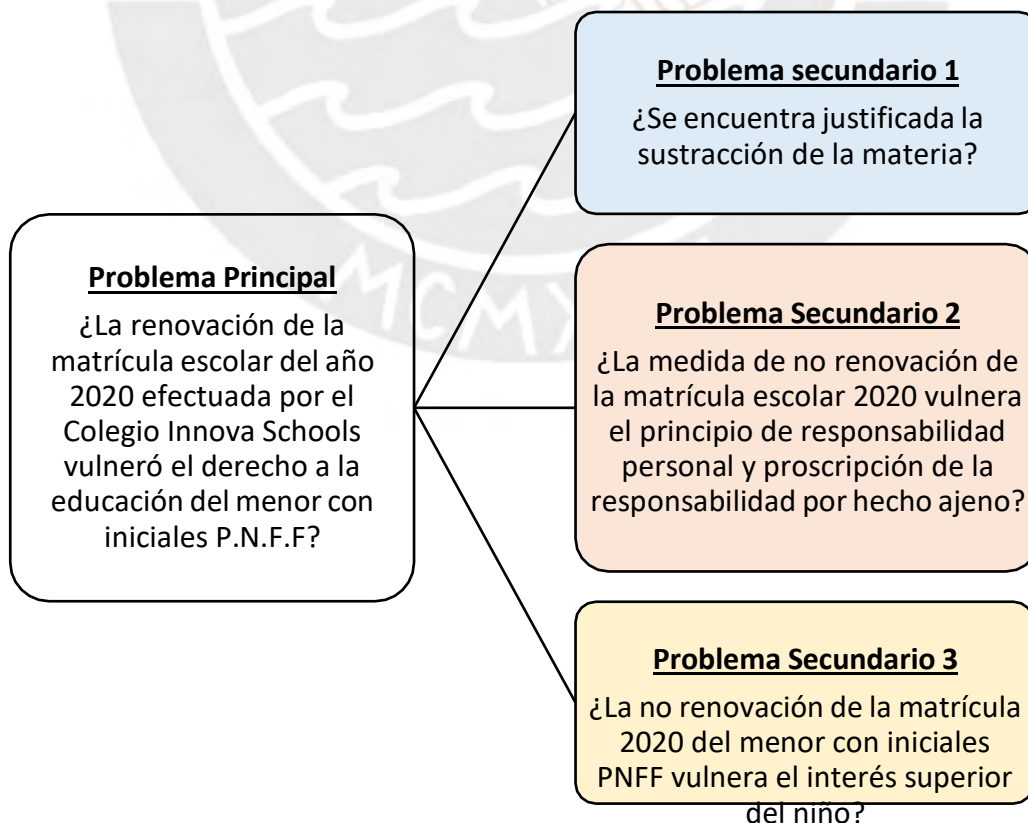 Problema Principal
¿La renovación de la
matrícula escolar del año
2020 efectuada por el
Colegio Innova Schools
vulneró el derecho a la
educación del menor con
iniciales P.N.F.F?
Problema secundario 1
¿Se encuentra justificada la
sustracción de la materia?
Problema Secundario 2
¿La medida de no renovación de
la matrícula escolar 2020 vulnera
el principio de responsabilidad
personal y proscripción de la
responsabilidad por hecho ajeno?
Problema Secundario 3
¿La no renovación de la matrícula
2020 del menor con iniciales
PNFF vulnera el interés superior
del niño?